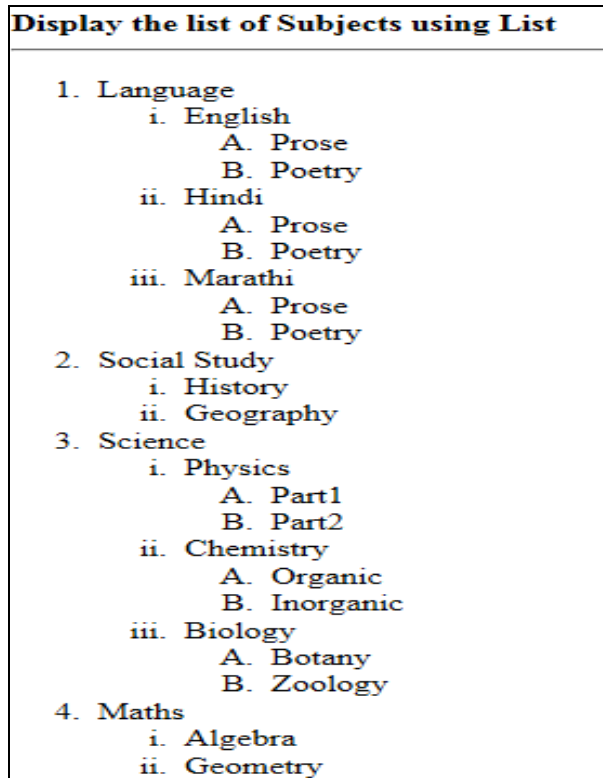 Display the list of Subjects using List
1. Language
i. English
A. Prose
B. Poetry
ii. Hindi
A. Prose
B. Poetry
iii. Marathi
A. Prose
B. Poetry
2. Social Study
i. History
ii. Geography
3. Science
i. Physics
A. Part1
B. Part2
ii. Chemistry
A. Organic
B. Inorganic
iii. Biology
A. Botany
B. Zoology
4. Maths
i. Algebra
ii. Geometry